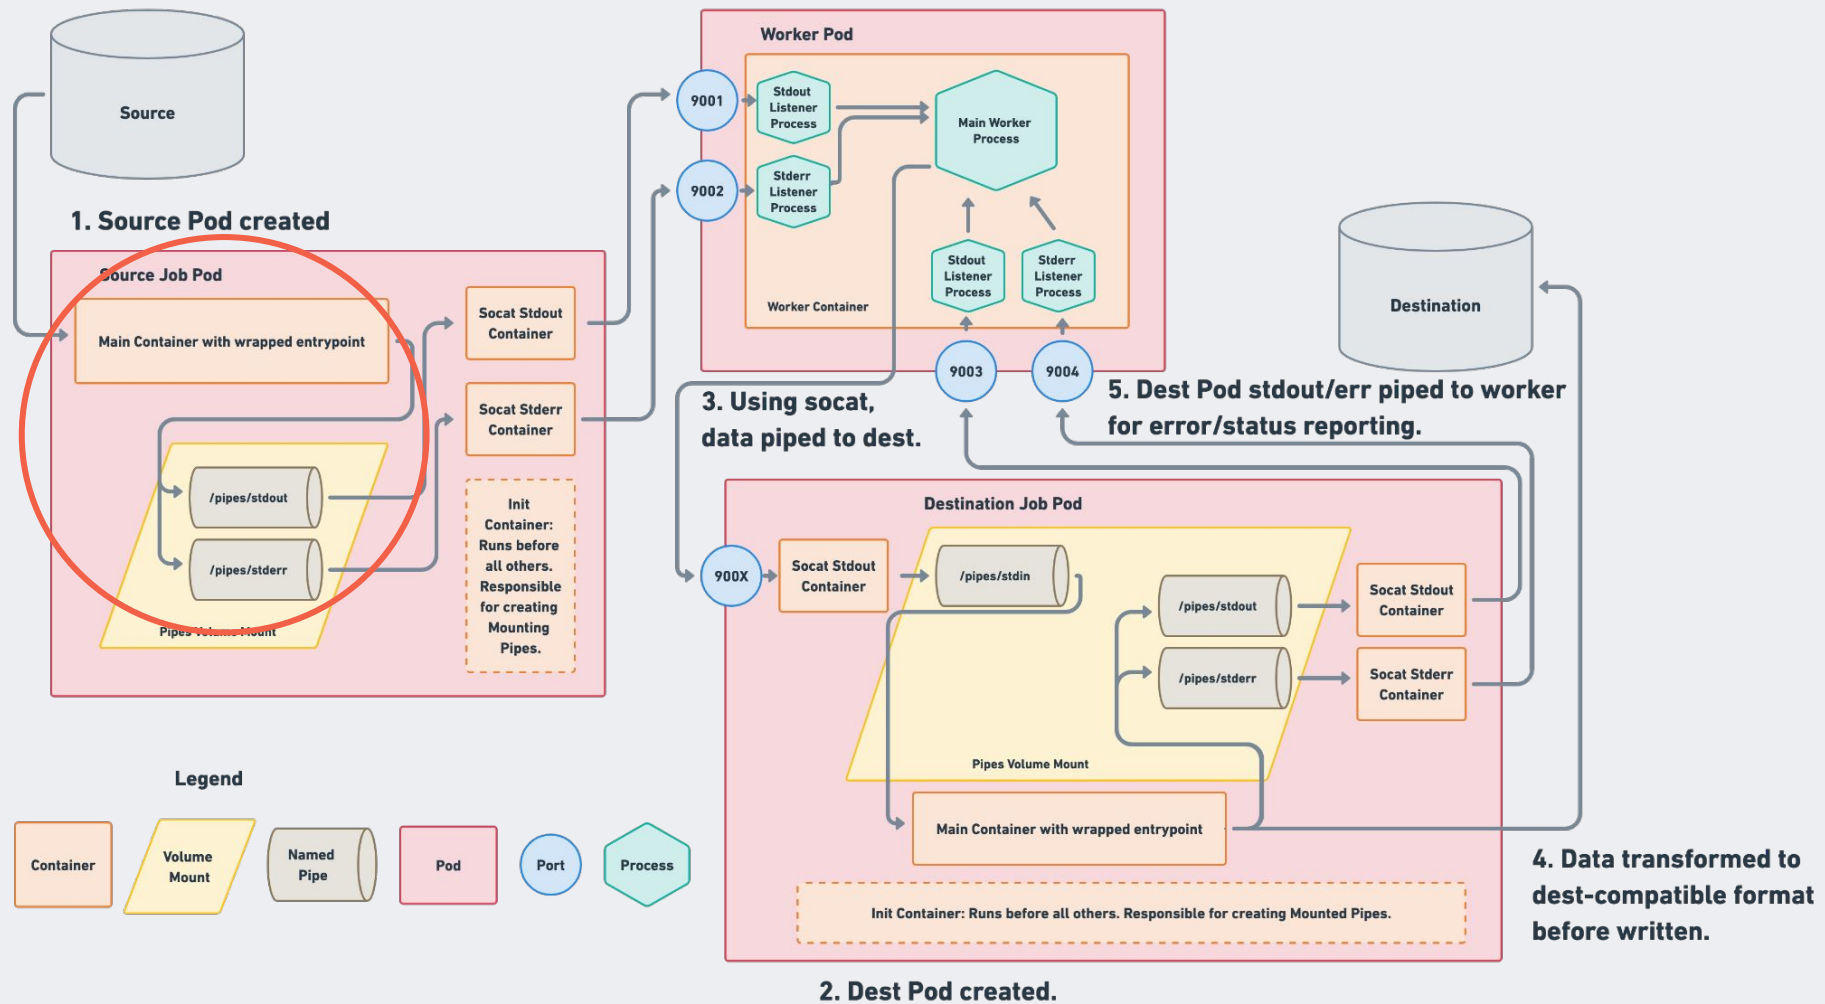 Source
1. Source Pod created
Source Job Pod
Main Container with wrapped entrypoint
/pipes/stdout
/pipes/stderr
Pipes Volume Mount
Socat Stdout
Container
Socat Stderr
Container
Init
Container:
Runs before
all others.
Responsible
for creating
Mounting
Pipes.
Worker Pod
9001
9002
Stdout
Listener
Process
Stderr
Listener
Process
Main Worker
Process
Stdout
Listener
Process
Stderr
Listener
Process
Worker Container
9003
9004
3. Using socat,
data piped to dest.
5. Dest Pod stdout/err piped to worker
for error/status reporting.
Destination
Destination Job Pod
900X
Socat Stdout
Container
/pipes/stdin
/pipes/stdout
/pipes/stderr
Socat Stdout
Container
Socat Stderr
Container
Pipes Volume Mount
Main Container with wrapped entrypoint
Init Container: Runs before all others. Responsible for creating Mounted Pipes.
4. Data transformed to
dest-compatible format
before written.
2. Dest Pod created.
Legend
Container
Volume
Mount
Named
Pipe
Pod
Port
Process